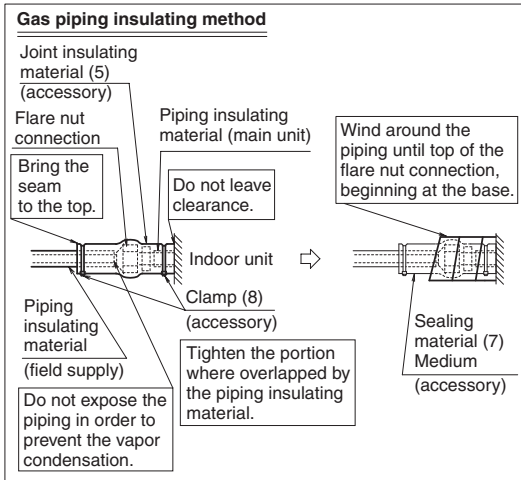 Gas piping insulating method
Joint insulating
material (5)
(accessory)
Flare nut
connection
Bring the
seam
to the top.
Piping insulating
material (main unit)
Do not leave
clearance.
Indoor unit
Clamp (8)
(accessory)
Piping
insulating
material
(field supply)
Tighten the portion
where overlapped by
the piping insulating
material.
Do not expose the
piping in order to
prevent the vapor
condensation.
Wind around the
piping until top of the
flare nut connection,
beginning at the base.
Sealing
material (7)
Medium
(accessory)